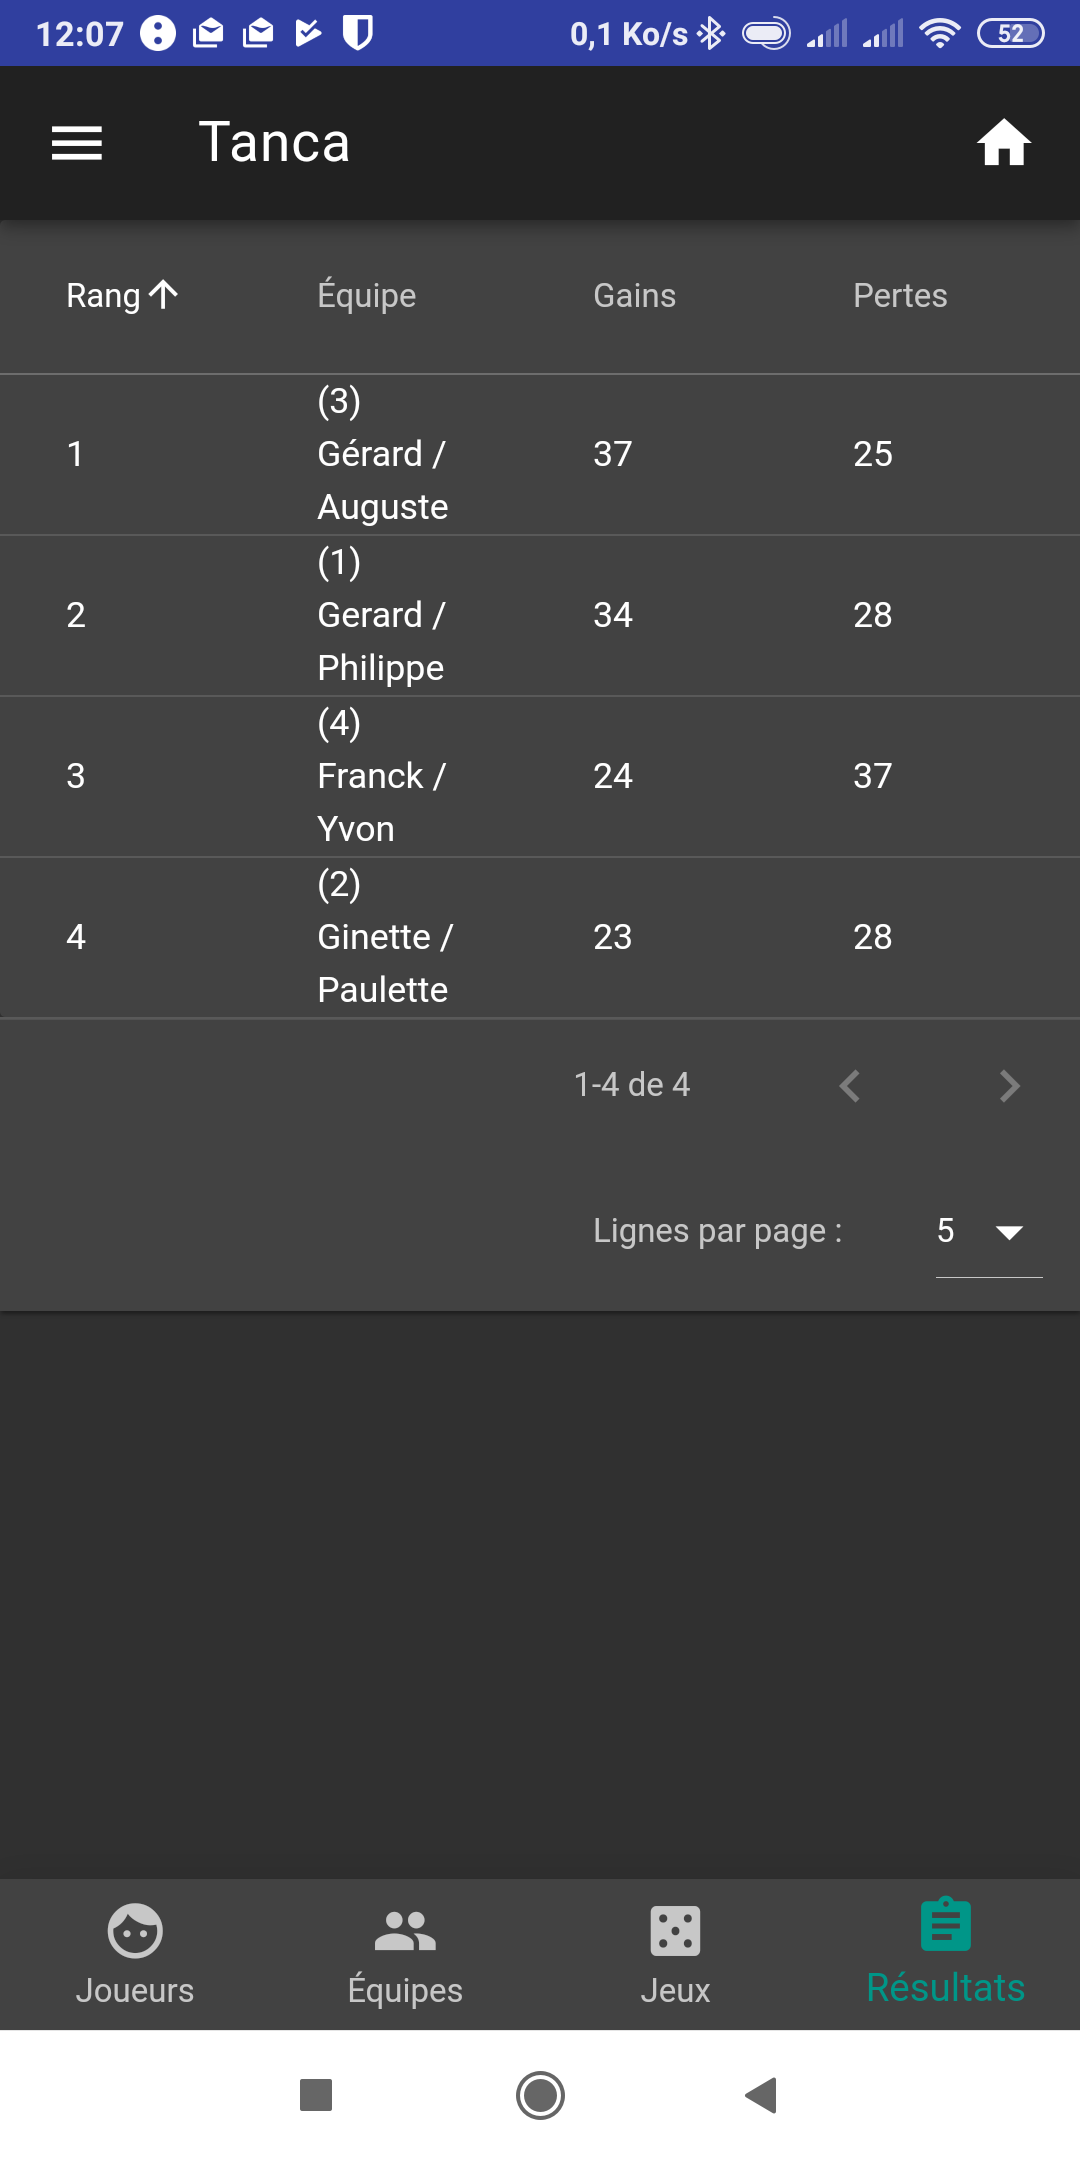 12:07 0,1 Ko/s 52
Tanca
Rang Équipe Gains Pertes
(3)
1 Gérard / 37 25
Auguste
(1)
2 Gerard / 34 28
Philippe
(4)
3 Franck / 24 37
Yvon
(2)
4 Ginette / 23 28
Paulette
1-4 de 4
Lignes par page : 5
Joueurs Équipes Jeux Résultats